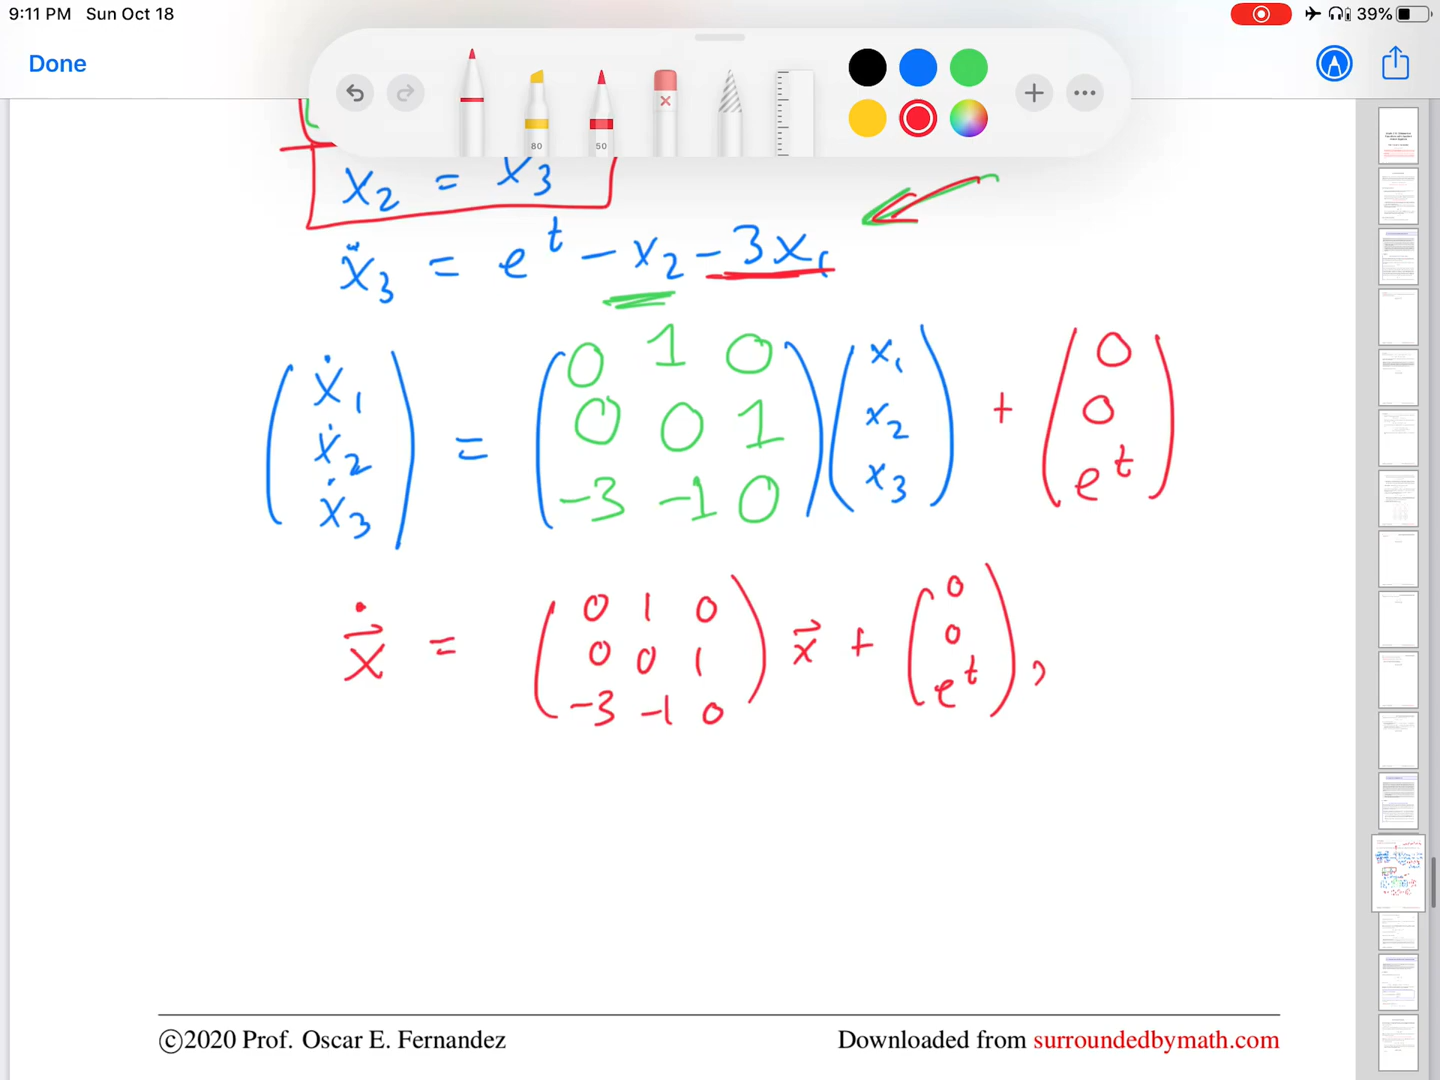 9:11 PM Sun Oct 18
39%
Done
80 50
ẋ₂ = x₃
ẋ₃ = eᵗ − x₂ − 3x₁
( ẋ₁ ) = ( 0 1 0 ) ( x₁ ) + ( 0 )
( ẋ₂ ) ( 0 0 1 ) ( x₂ ) ( 0 )
( ẋ₃ ) ( −3 −1 0 ) ( x₃ ) ( eᵗ )
ẋ⃗ = ( 0 1 0 ) x⃗ + ( 0 ) ,
( 0 0 1 ) ( 0 )
( −3 −1 0 ) ( eᵗ )
©2020 Prof. Oscar E. Fernandez
Downloaded from surroundedbymath.com